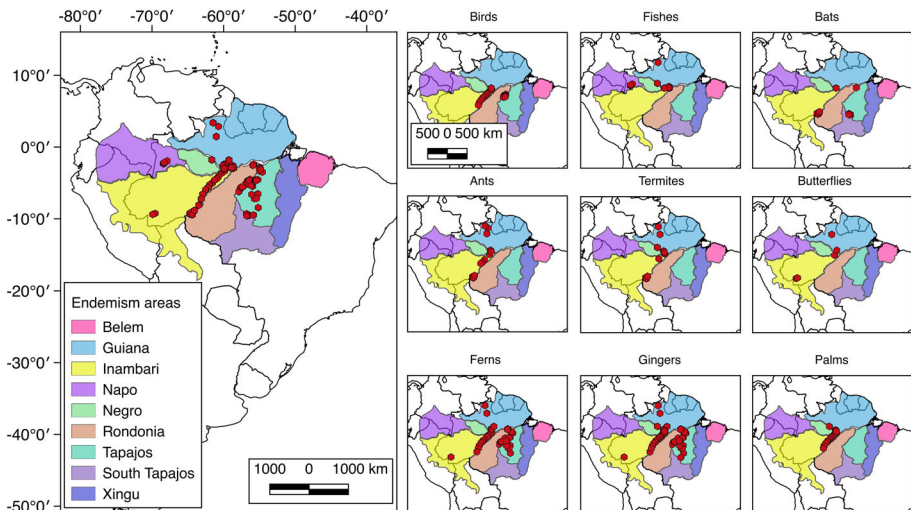 -80°0′ -70°0′ -60°0′ -50°0′ -40°0′
10°0′
0°0′
-10°0′
-20°0′
-30°0′
-40°0′
-50°0′
Endemism areas
Belem
Guiana
Inambari
Napo
Negro
Rondonia
Tapajos
South Tapajos
Xingu
1000 0 1000 km
Birds Fishes Bats
500 0 500 km
Ants Termites Butterflies
Ferns Gingers Palms